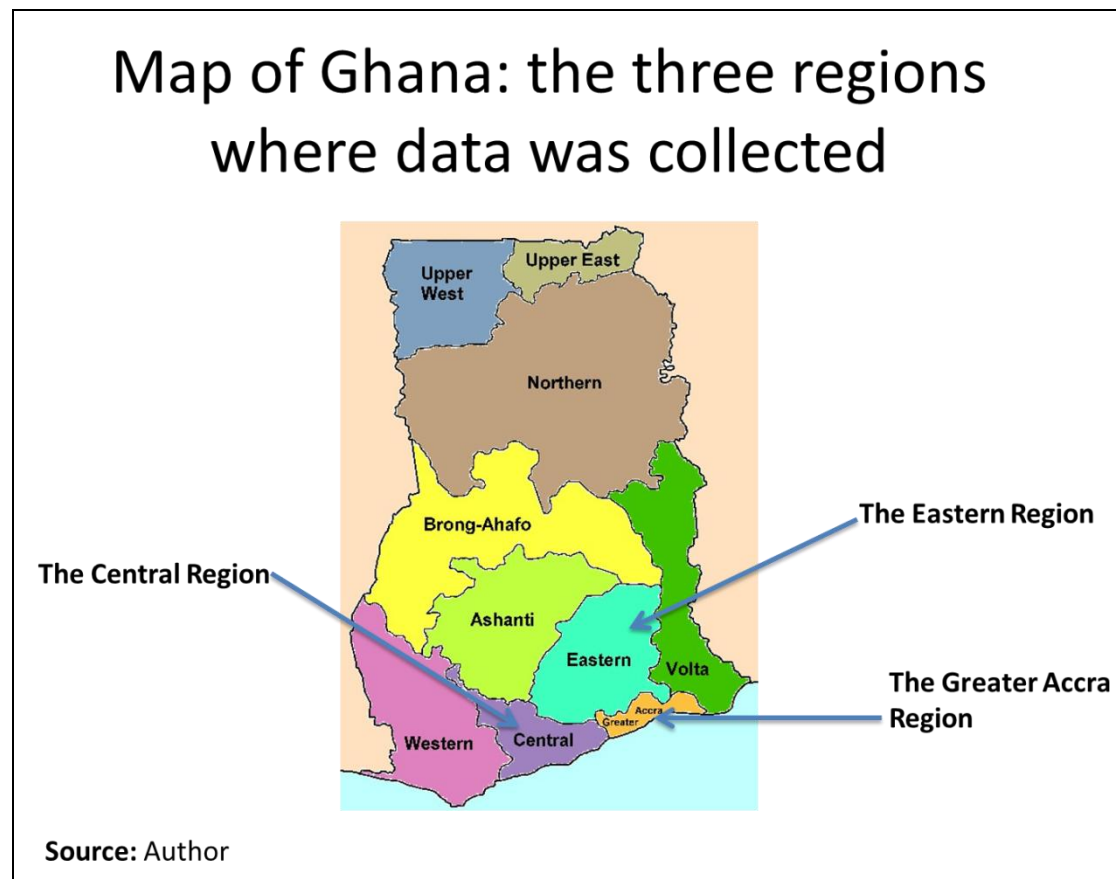 Map of Ghana: the three regions
where data was collected
Upper East
Upper
West
Northern
The Eastern Region
Brong-Ahafo
The Central Region
Ashanti
Eastern
Volta
The Greater Accra
Region
Accra
Greater
Western
Central
Source: Author